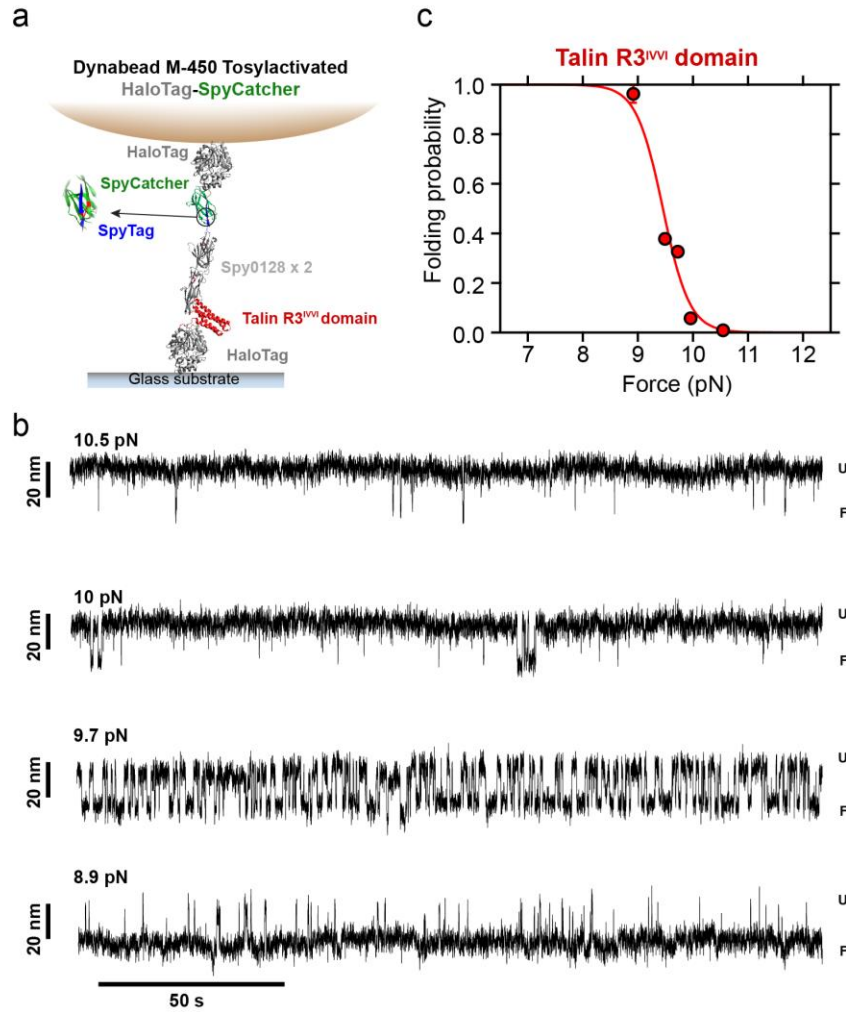 a
Dynabead M-450 Tosylactivated
HaloTag-SpyCatcher
HaloTag
SpyCatcher
SpyTag
Spy0128 x 2
Talin R3IVVI domain
HaloTag
Glass substrate
c
Talin R3IVVI domain
Folding probability
1.0
0.8
0.6
0.4
0.2
0.0
7 8 9 10 11 12
Force (pN)
b
10.5 pN
20 nm
U
F
10 pN
20 nm
U
F
9.7 pN
20 nm
U
F
8.9 pN
20 nm
U
F
50 s